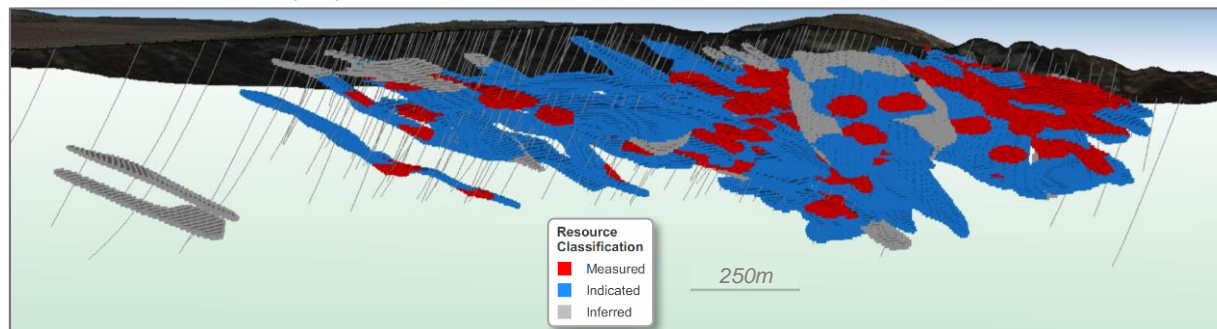 Resource
Classification
Measured
Indicated
Inferred
250m